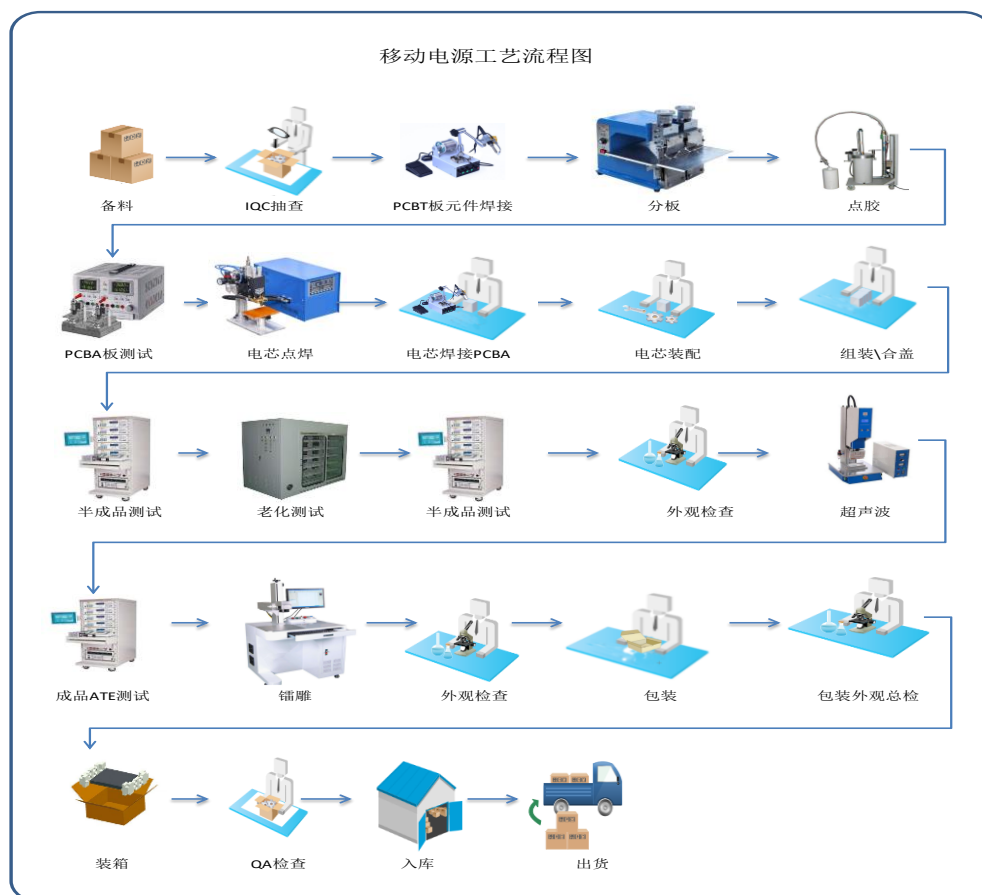 移动电源工艺流程图
备料
IQC抽查
PCBT板元件焊接
分板
点胶
PCBA板测试
电芯点焊
电芯焊接PCBA
电芯装配
组装\合盖
半成品测试
老化测试
半成品测试
外观检查
超声波
成品ATE测试
镭雕
外观检查
包装
包装外观总检
装箱
QA检查
入库
出货